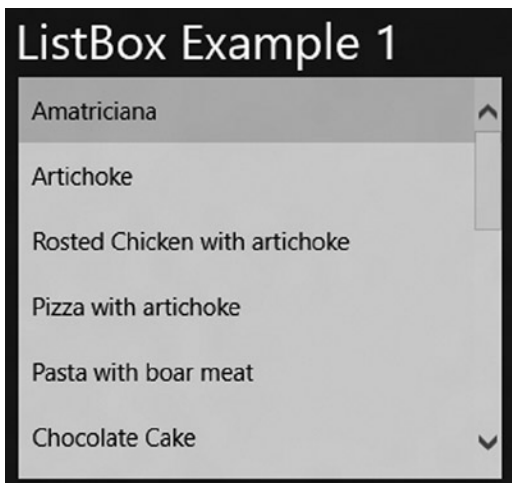 ListBox Example 1
Amatriciana
Artichoke
Rosted Chicken with artichoke
Pizza with artichoke
Pasta with boar meat
Chocolate Cake